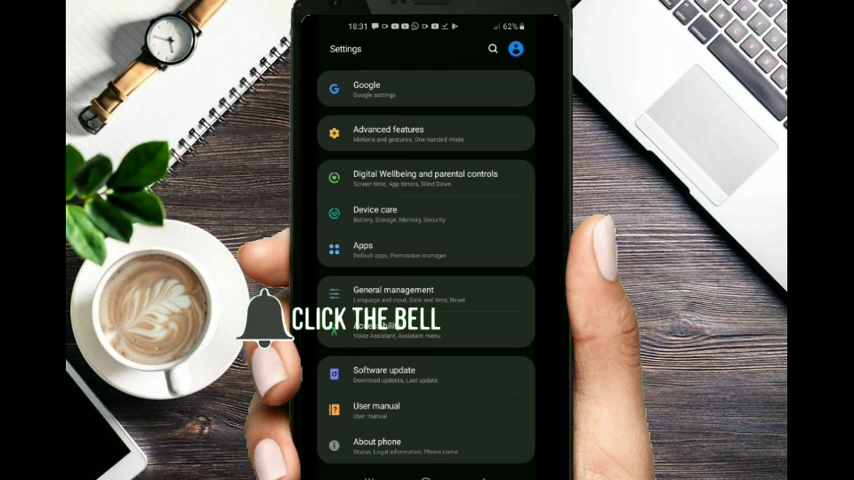 18:31
62%
Settings
Google
Google settings
Advanced features
Motions and gestures, One-handed mode
Digital Wellbeing and parental controls
Screen time, App timers, Wind Down
Device care
Battery, Storage, Memory, Security
Apps
Default apps, Permission manager
General management
Language and input, Date and time, Reset
CLICK THE BELL
Voice Assistant, Assistant menu
Software update
Download updates, Last update
User manual
User manual
About phone
Status, Legal information, Phone name